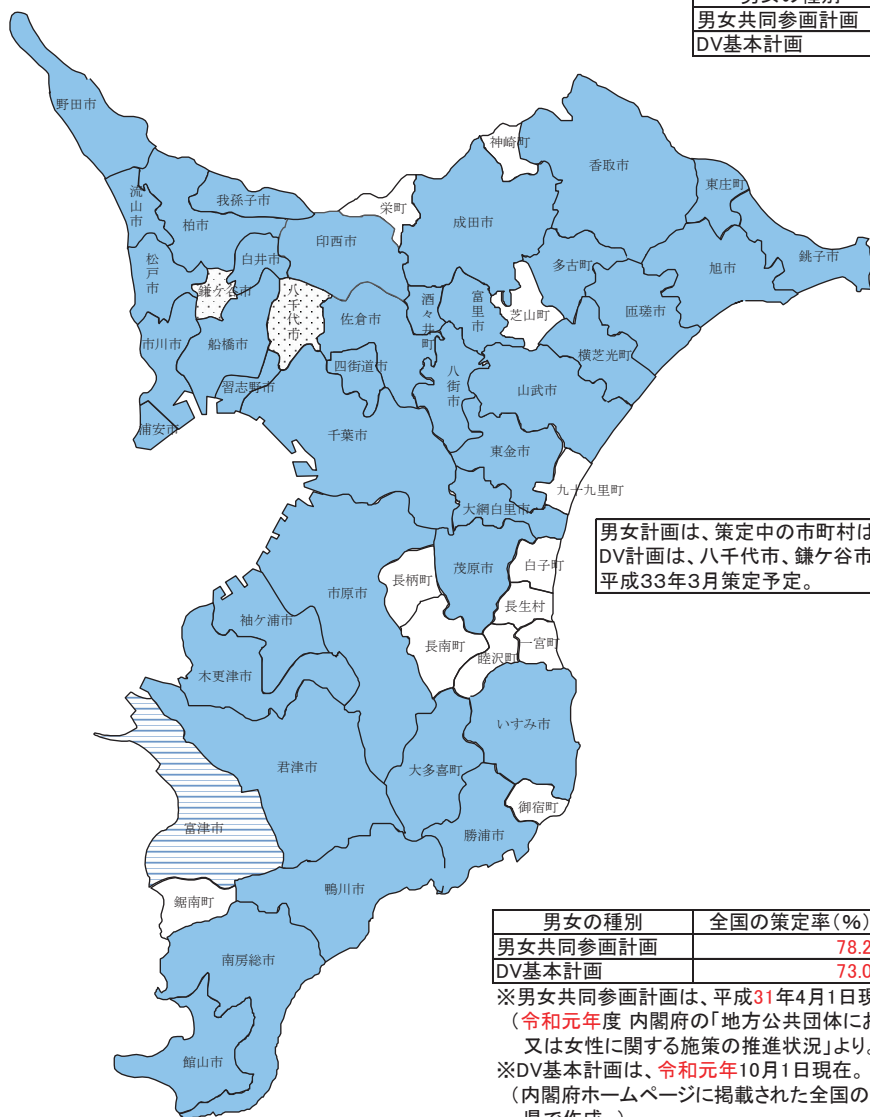 男女共同参画計画
DV基本計画
野田市
神崎町
香取市
東庄町
流山市
我孫子市
栄町
成田市
柏市
印西市
銚子市
松戸市
白井市
多古町
旭市
鎌ケ谷市
八千代市
酒々井町
富里市
芝山町
匝瑳市
市川市
船橋市
佐倉市
横芝光町
習志野市
四街道市
八街市
山武市
浦安市
千葉市
東金市
九十九里町
大網白里市
男女計画は、策定中の市町村は
DV計画は、八千代市、鎌ケ谷市
平成33年3月策定予定。
市原市
長柄町
茂原市
白子町
袖ケ浦市
長生村
長南町
一宮町
睦沢町
木更津市
いすみ市
君津市
大多喜町
御宿町
富津市
勝浦市
鴨川市
鋸南町
男女の種別 全国の策定率(%)
男女共同参画計画 78.2
DV基本計画 73.0
南房総市
※男女共同参画計画は、平成31年4月1日現
(令和元年度 内閣府の「地方公共団体にお
又は女性に関する施策の推進状況」より。
館山市
※DV基本計画は、令和元年10月1日現在。
(内閣府ホームページに掲載された全国の